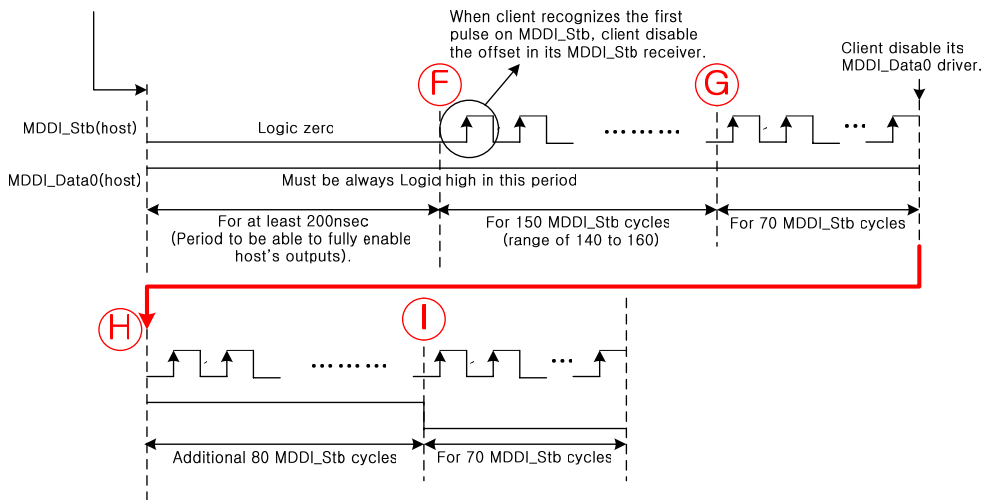 When client recognizes the first
pulse on MDDI_Stb, client disable
the offset in its MDDI_Stb receiver.
Client disable its
MDDI_Data0 driver.
F
G
MDDI_Stb(host)
Logic zero
MDDI_Data0(host)
Must be always Logic high in this period
For at least 200nsec
(Period to be able to fully enable
host's outputs).
For 150 MDDI_Stb cycles
(range of 140 to 160)
For 70 MDDI_Stb cycles
H
I
Additional 80 MDDI_Stb cycles
For 70 MDDI_Stb cycles